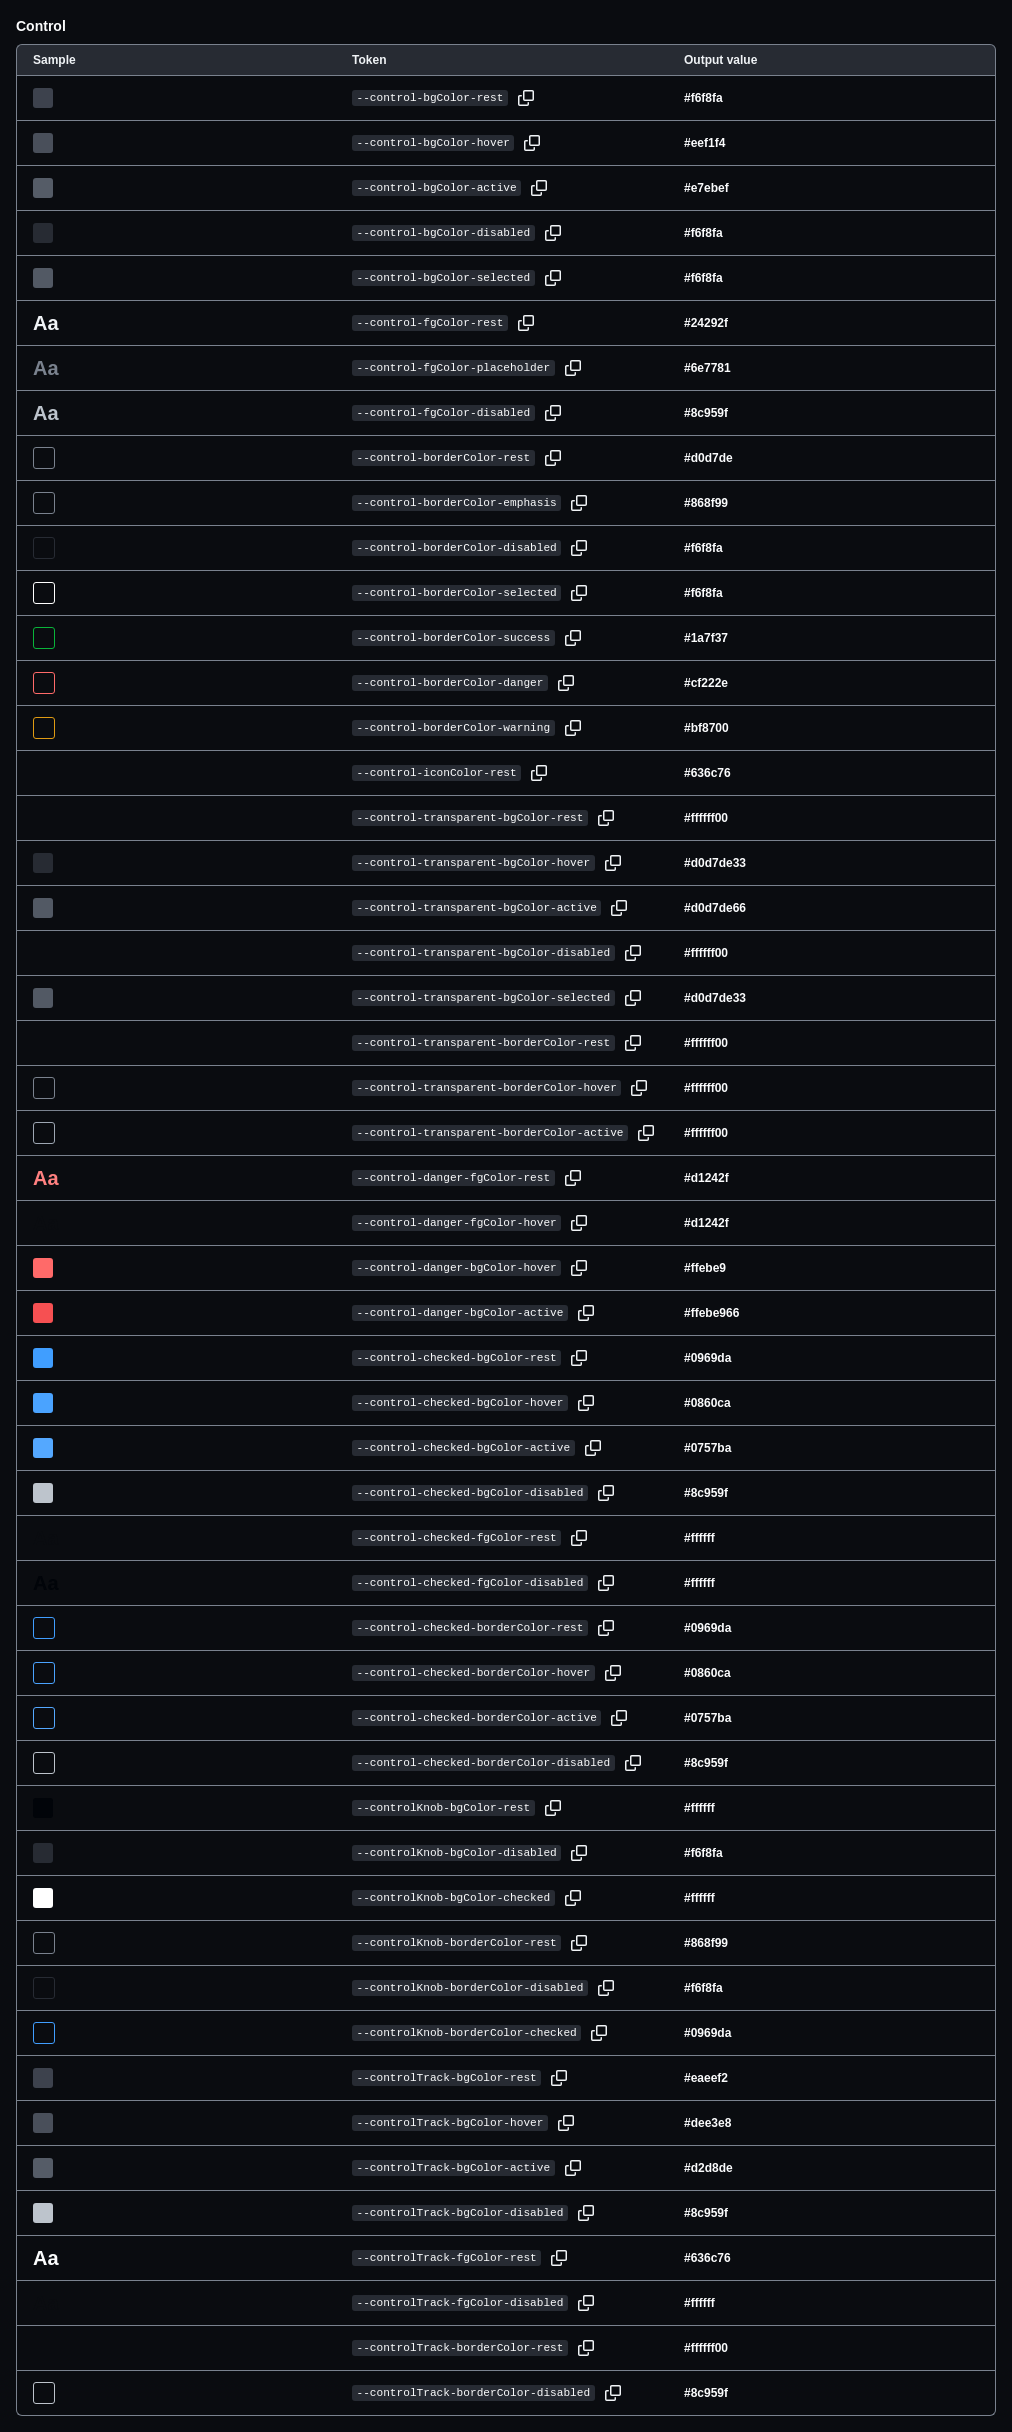 Control
Sample Token Output value
--control-bgColor-rest #f6f8fa
--control-bgColor-hover #eef1f4
--control-bgColor-active #e7ebef
--control-bgColor-disabled #f6f8fa
--control-bgColor-selected #f6f8fa
Aa --control-fgColor-rest #24292f
Aa --control-fgColor-placeholder #6e7781
Aa --control-fgColor-disabled #8c959f
--control-borderColor-rest #d0d7de
--control-borderColor-emphasis #868f99
--control-borderColor-disabled #f6f8fa
--control-borderColor-selected #f6f8fa
--control-borderColor-success #1a7f37
--control-borderColor-danger #cf222e
--control-borderColor-warning #bf8700
--control-iconColor-rest #636c76
--control-transparent-bgColor-rest #ffffff00
--control-transparent-bgColor-hover #d0d7de33
--control-transparent-bgColor-active #d0d7de66
--control-transparent-bgColor-disabled #ffffff00
--control-transparent-bgColor-selected #d0d7de33
--control-transparent-borderColor-rest #ffffff00
--control-transparent-borderColor-hover #ffffff00
--control-transparent-borderColor-active #ffffff00
Aa --control-danger-fgColor-rest #d1242f
--control-danger-fgColor-hover #d1242f
--control-danger-bgColor-hover #ffebe9
--control-danger-bgColor-active #ffebe966
--control-checked-bgColor-rest #0969da
--control-checked-bgColor-hover #0860ca
--control-checked-bgColor-active #0757ba
--control-checked-bgColor-disabled #8c959f
--control-checked-fgColor-rest #ffffff
Aa --control-checked-fgColor-disabled #ffffff
--control-checked-borderColor-rest #0969da
--control-checked-borderColor-hover #0860ca
--control-checked-borderColor-active #0757ba
--control-checked-borderColor-disabled #8c959f
--controlKnob-bgColor-rest #ffffff
--controlKnob-bgColor-disabled #f6f8fa
--controlKnob-bgColor-checked #ffffff
--controlKnob-borderColor-rest #868f99
--controlKnob-borderColor-disabled #f6f8fa
--controlKnob-borderColor-checked #0969da
--controlTrack-bgColor-rest #eaeef2
--controlTrack-bgColor-hover #dee3e8
--controlTrack-bgColor-active #d2d8de
--controlTrack-bgColor-disabled #8c959f
Aa --controlTrack-fgColor-rest #636c76
--controlTrack-fgColor-disabled #ffffff
--controlTrack-borderColor-rest #ffffff00
--controlTrack-borderColor-disabled #8c959f